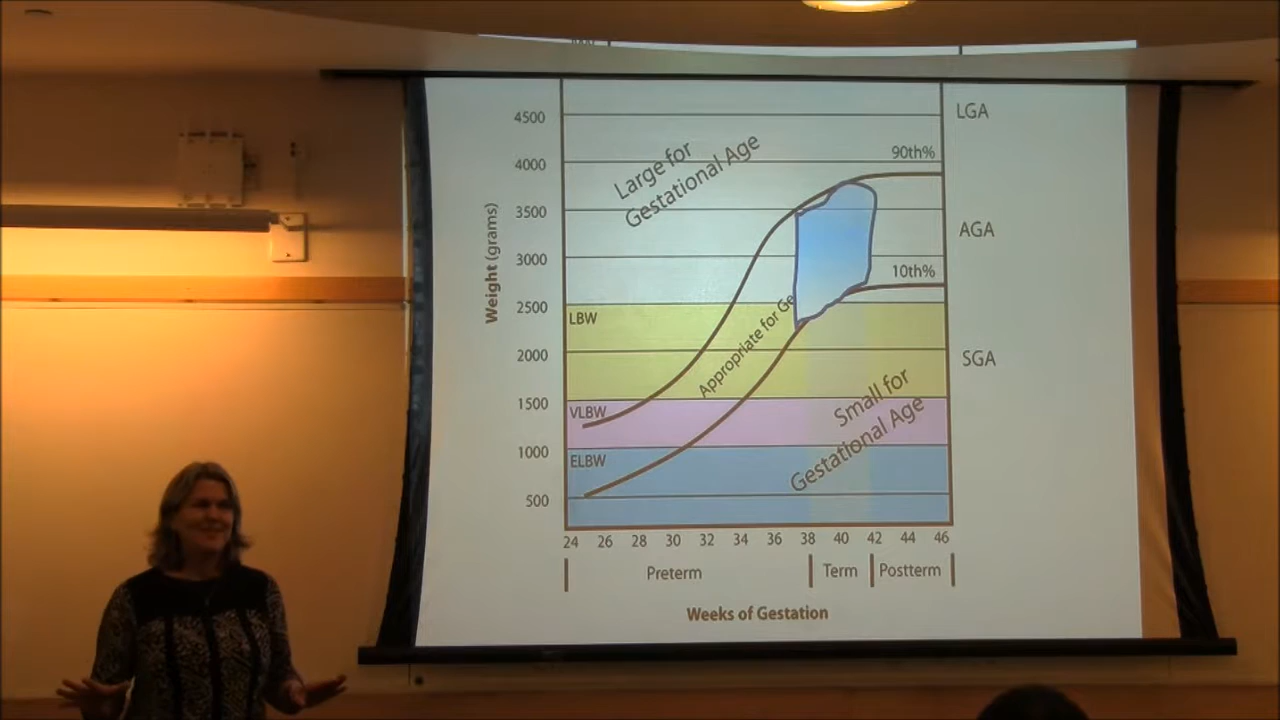 4500
4000
3500
3000
2500
2000
1500
1000
500
Weight (grams)
Large for
Gestational Age
90th%
10th%
LGA
AGA
SGA
LBW
VLBW
ELBW
Appropriate for Ge
Small for
Gestational Age
24 26 28 30 32 34 36 38 40 42 44 46
Preterm Term Postterm
Weeks of Gestation